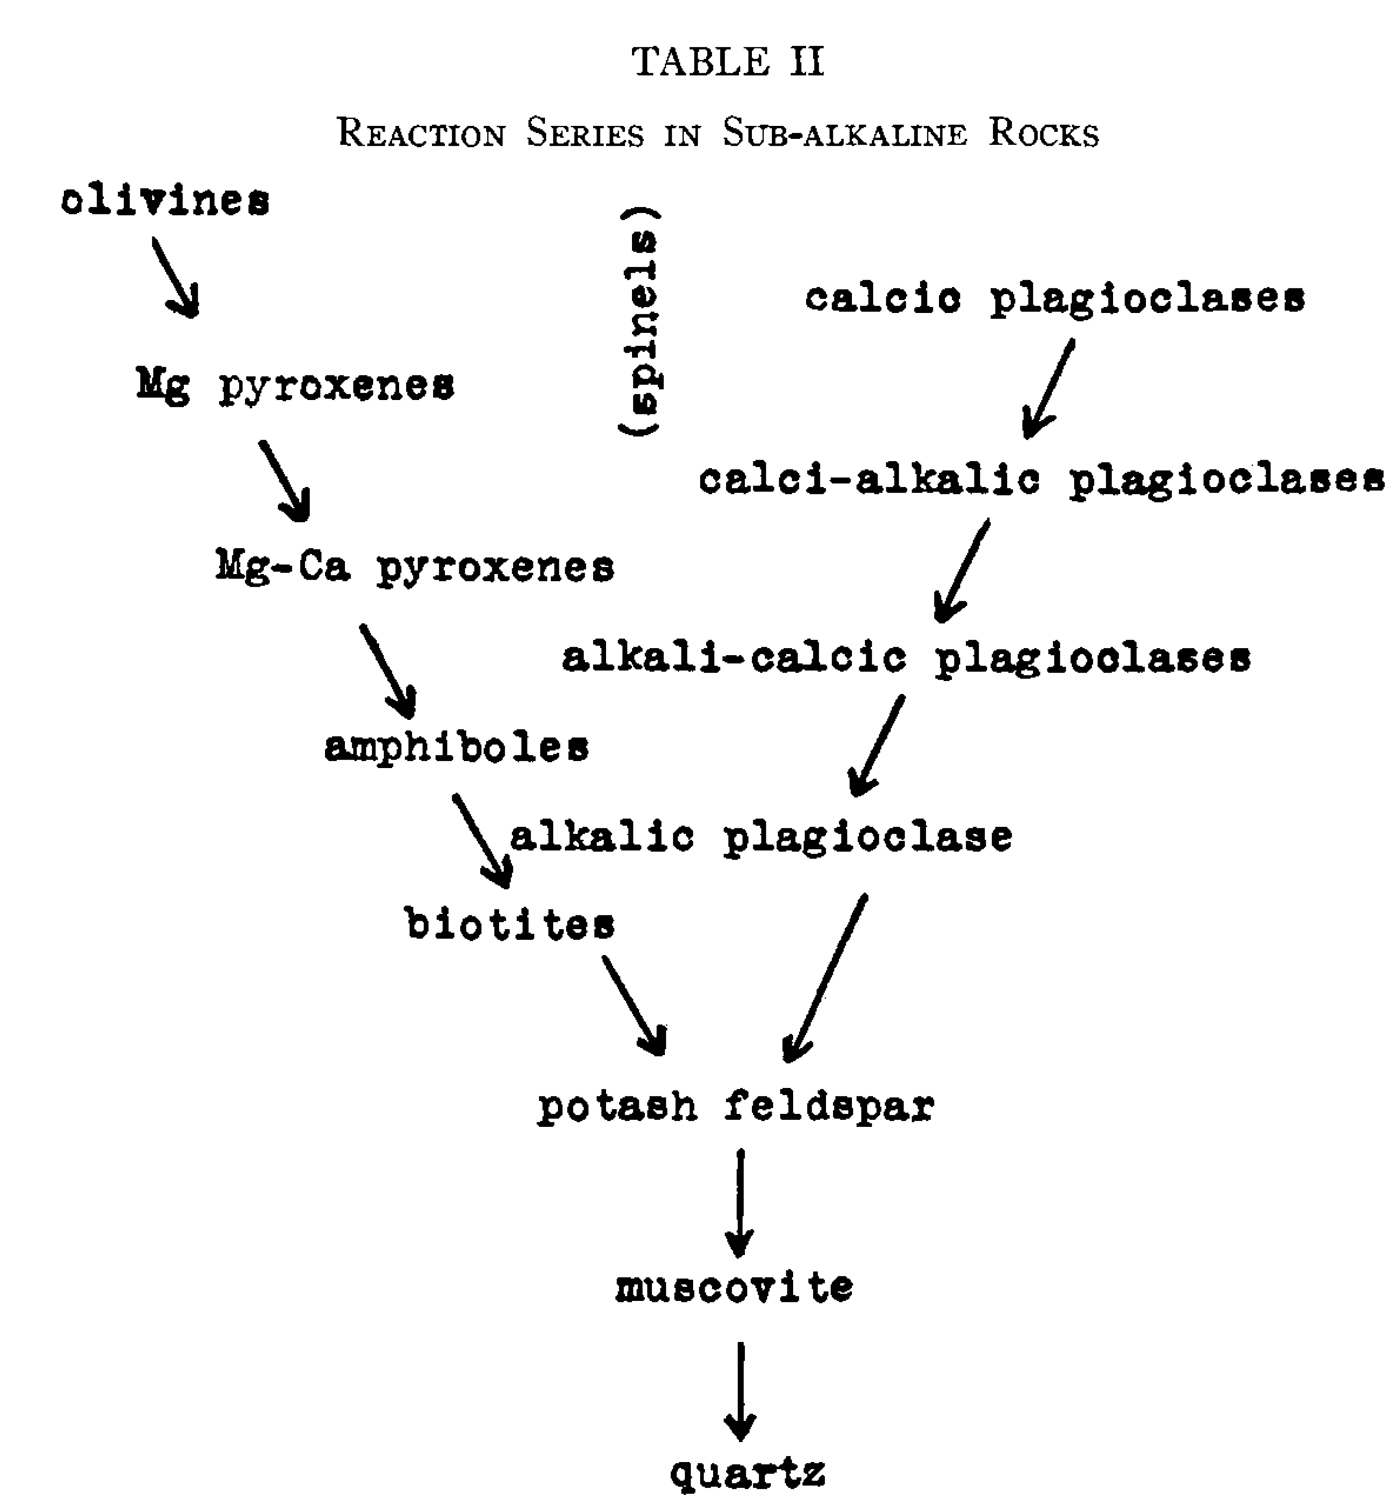 TABLE II
REACTION SERIES IN SUB-ALKALINE ROCKS
olivines
(spinels)
calcic plagioclases
Mg pyroxenes
calci-alkalic plagioclases
Mg-Ca pyroxenes
alkali-calcic plagioclases
amphiboles
alkalic plagioclase
biotites
potash feldspar
muscovite
quartz